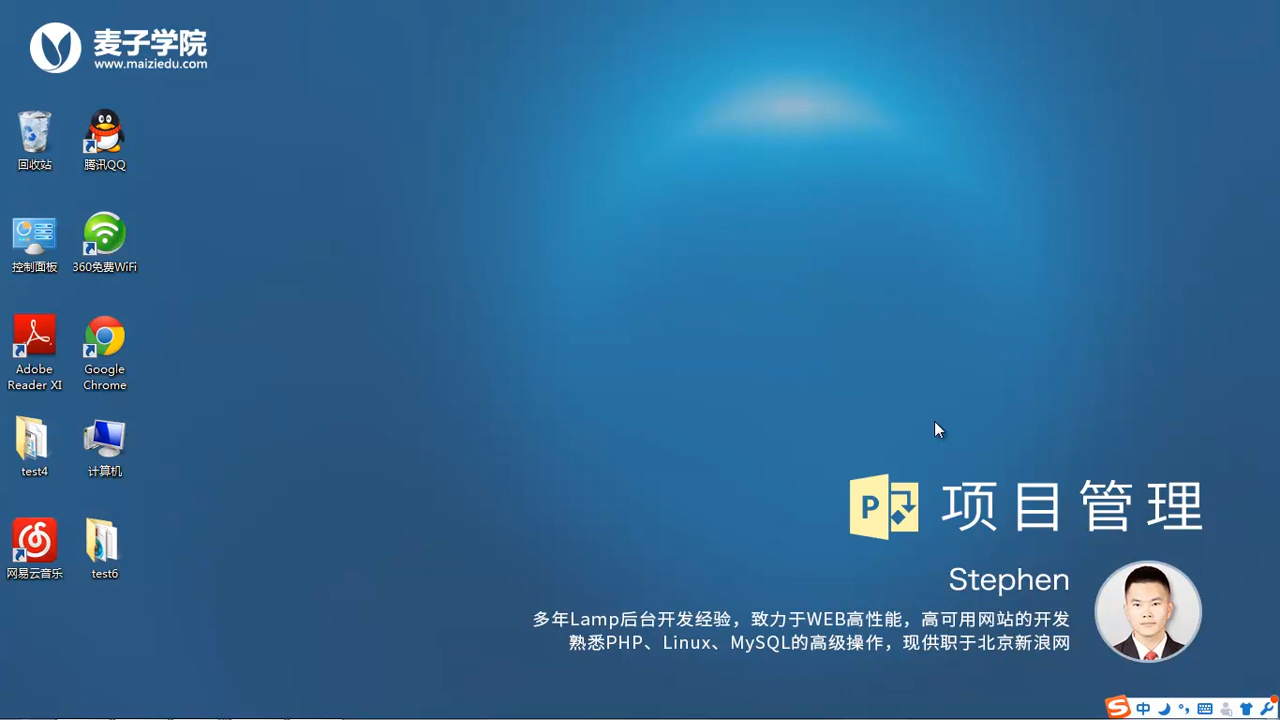 麦子学院
www.maiziedu.com
回收站
腾讯QQ
控制面板
360免费WiFi
Adobe
Reader XI
Google
Chrome
test4
计算机
网易云音乐
test6
P
项目管理
Stephen
多年Lamp后台开发经验，致力于WEB高性能，高可用网站的开发
熟悉PHP、Linux、MySQL的高级操作，现供职于北京新浪网
S 中